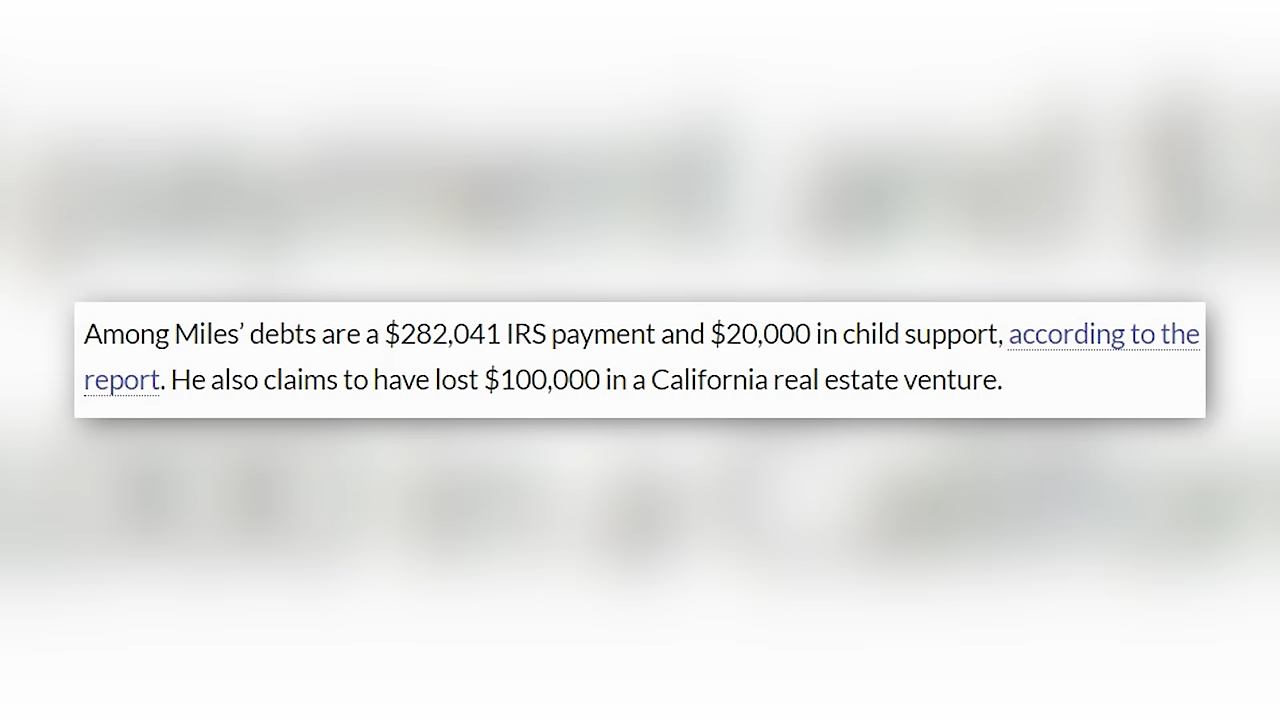 Among Miles’ debts are a $282,041 IRS payment and $20,000 in child support, according to the
report. He also claims to have lost $100,000 in a California real estate venture.